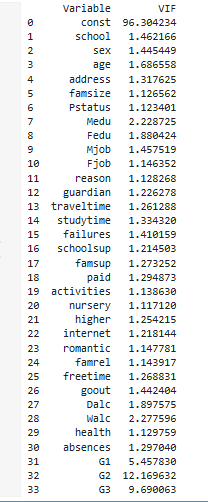 Variable VIF
0 const 96.304234
1 school 1.462166
2 sex 1.445449
3 age 1.686558
4 address 1.317625
5 famsize 1.126562
6 Pstatus 1.123401
7 Medu 2.228725
8 Fedu 1.880424
9 Mjob 1.457519
10 Fjob 1.146352
11 reason 1.128268
12 guardian 1.226278
13 traveltime 1.261288
14 studytime 1.334320
15 failures 1.410159
16 schoolsup 1.214503
17 famsup 1.273252
18 paid 1.294873
19 activities 1.138630
20 nursery 1.117120
21 higher 1.254215
22 internet 1.218144
23 romantic 1.147781
24 famrel 1.143917
25 freetime 1.268831
26 goout 1.442404
27 Dalc 1.897575
28 Walc 2.277596
29 health 1.129759
30 absences 1.297040
31 G1 5.457830
32 G2 12.169632
33 G3 9.690063